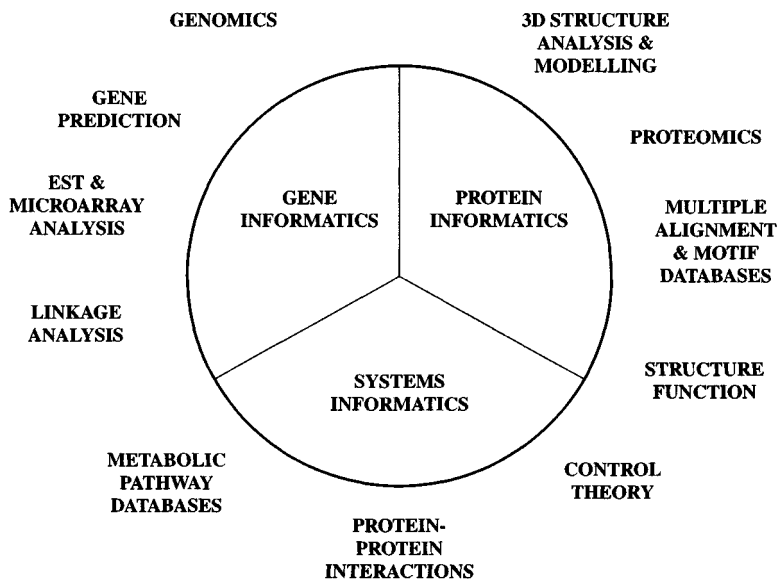 GENOMICS
3D STRUCTURE
ANALYSIS &
MODELLING
GENE
PREDICTION
PROTEOMICS
EST &
MICROARRAY
ANALYSIS
GENE
INFORMATICS
PROTEIN
INFORMATICS
MULTIPLE
ALIGNMENT
& MOTIF
DATABASES
LINKAGE
ANALYSIS
SYSTEMS
INFORMATICS
STRUCTURE
FUNCTION
METABOLIC
PATHWAY
DATABASES
CONTROL
THEORY
PROTEIN-
PROTEIN
INTERACTIONS